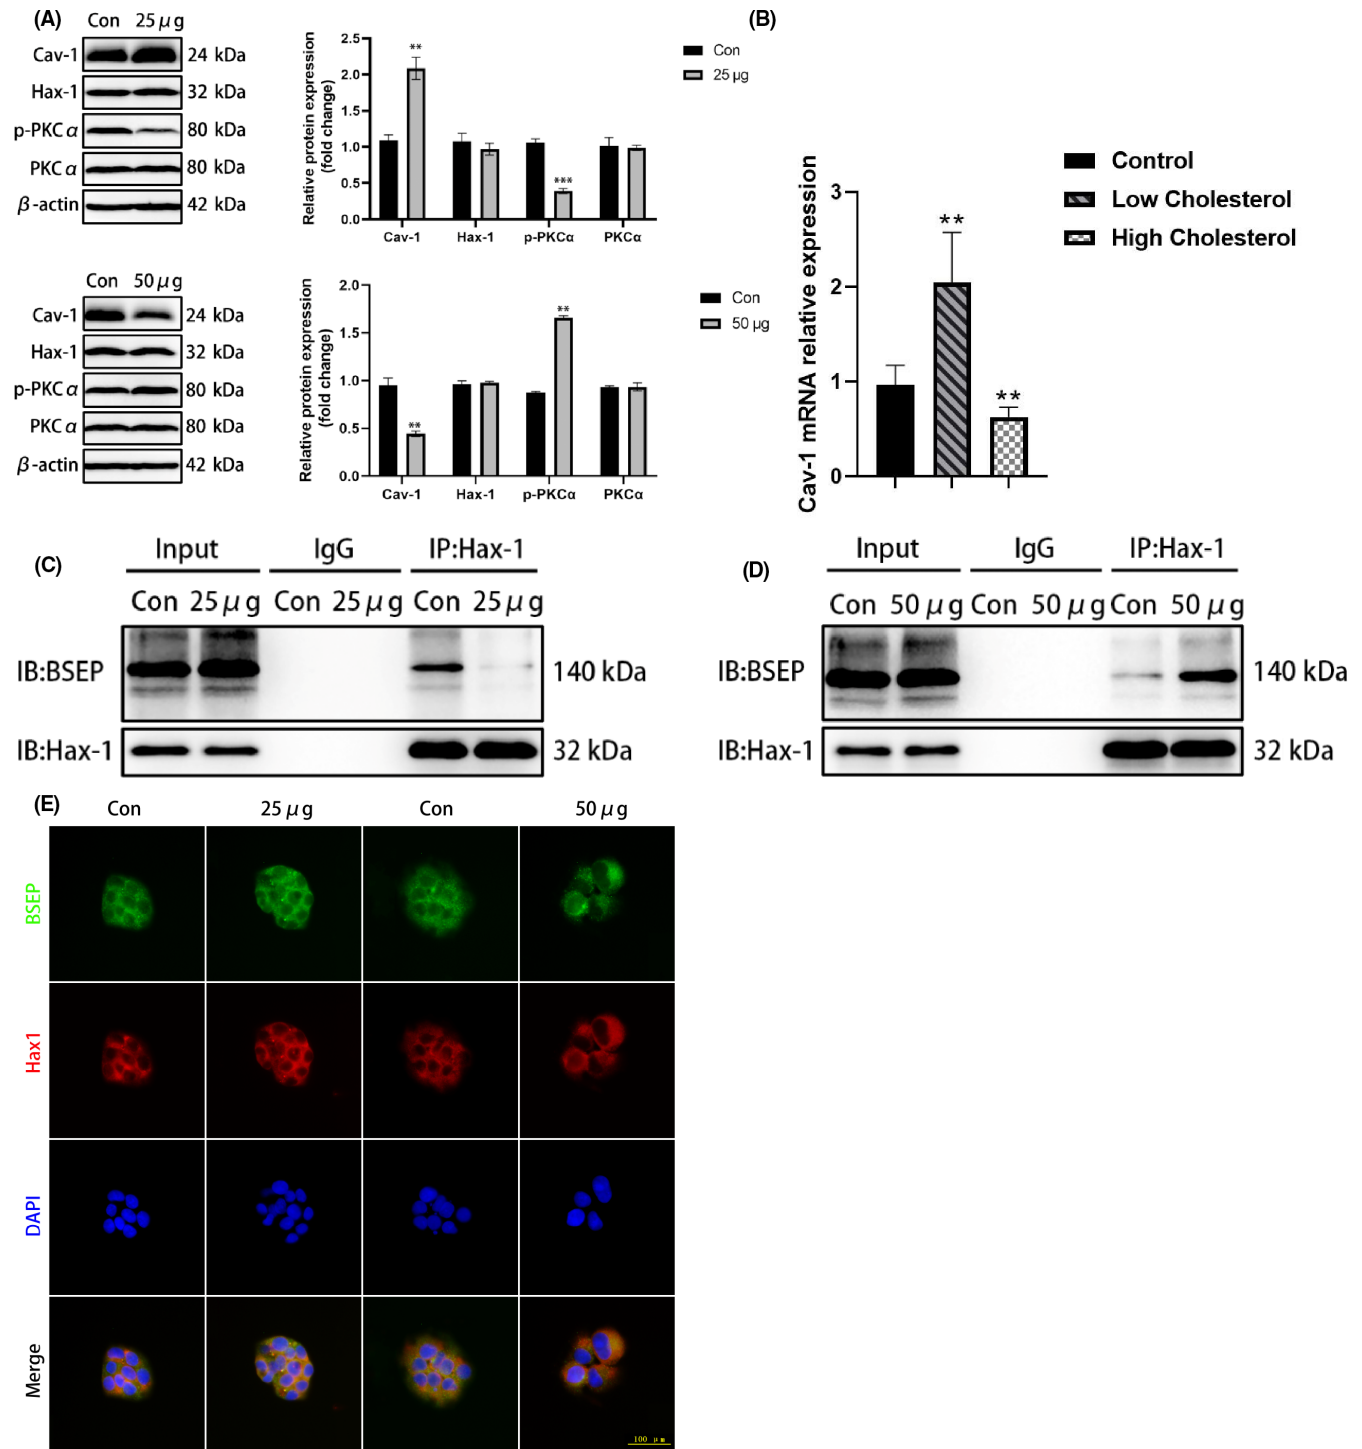 (A)
Con 25 μg
Cav-1 24 kDa
Hax-1 32 kDa
p-PKCα 80 kDa
PKCα 80 kDa
β-actin 42 kDa
Relative protein expression
(fold change)
2.5
2.0
1.5
1.0
0.5
0.0
** ***
Cav-1 Hax-1 p-PKCα PKCα
Con
25 μg
Con 50 μg
Cav-1 24 kDa
Hax-1 32 kDa
p-PKCα 80 kDa
PKCα 80 kDa
β-actin 42 kDa
Relative protein expression
(fold change)
2.0
1.5
1.0
0.5
0.0
** **
Cav-1 Hax-1 p-PKCα PKCα
Con
50 μg
(B)
Cav-1 mRNA relative expression
3
2
1
0
** **
Control
Low Cholesterol
High Cholesterol
(C)
Input IgG IP:Hax-1
Con 25 μg Con 25 μg Con 25 μg
IB:BSEP 140 kDa
IB:Hax-1 32 kDa
(D)
Input IgG IP:Hax-1
Con 50 μg Con 50 μg Con 50 μg
IB:BSEP 140 kDa
IB:Hax-1 32 kDa
(E)
Con 25 μg Con 50 μg
BSEP
Hax1
DAPI
Merge
100 μm